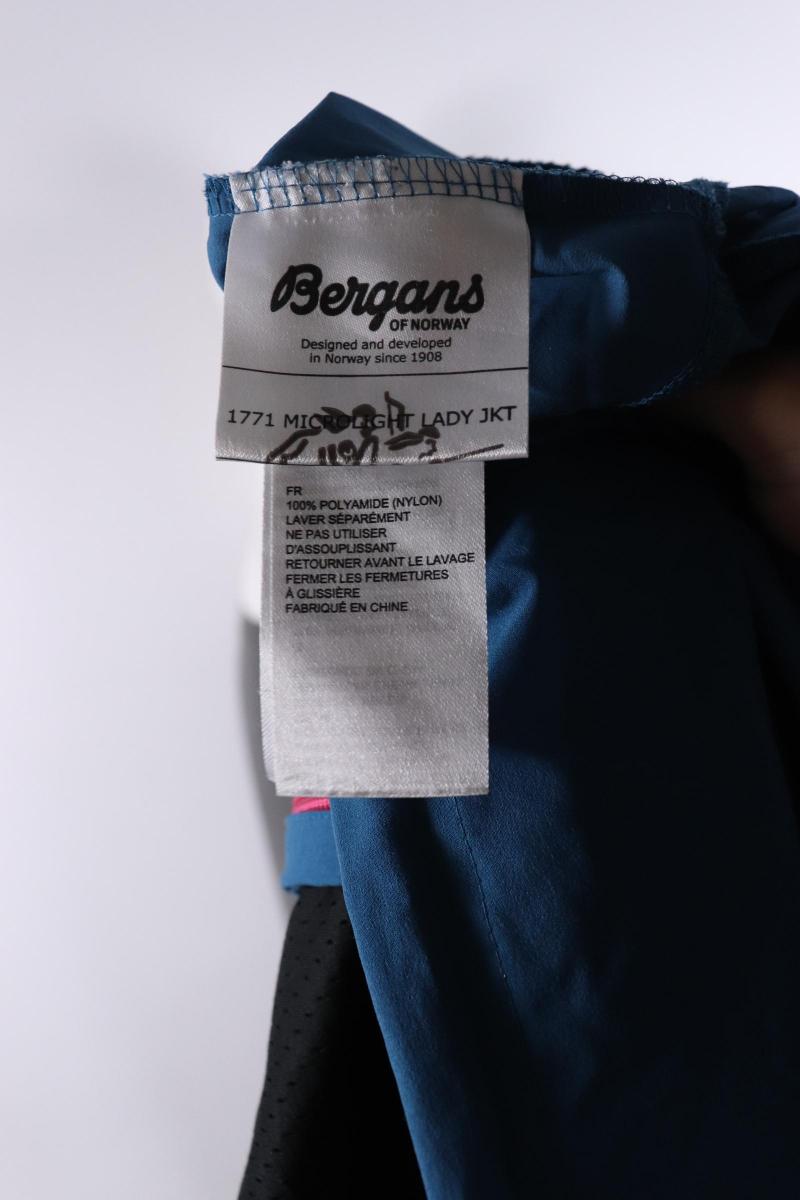 Bergans
OF NORWAY
Designed and developed
in Norway since 1908
1771 MICROLIGHT LADY JKT
FR
100% POLYAMIDE (NYLON)
LAVER SÉPARÉMENT
NE PAS UTILISER
D'ASSOUPLISSANT
RETOURNER AVANT LE LAVAGE
FERMER LES FERMETURES
À GLISSIÈRE
FABRIQUÉ EN CHINE